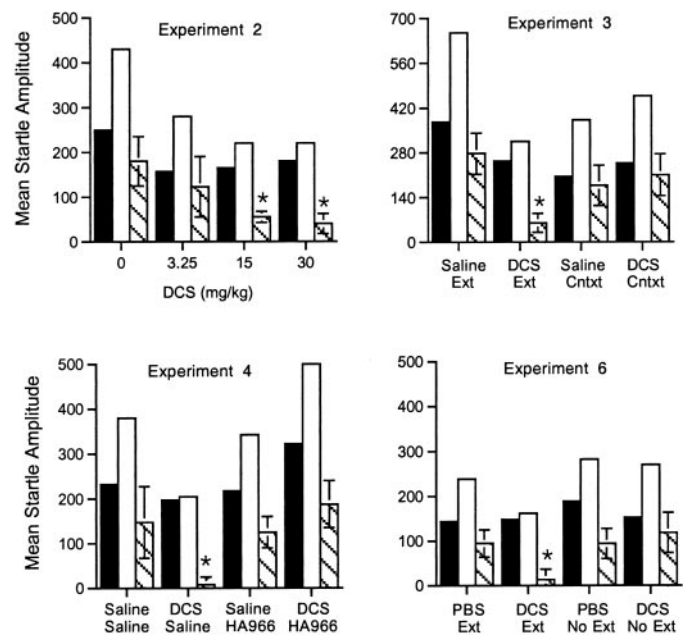 Experiment 2
Mean Startle Amplitude
500
400
300
200
100
0
*
*
0 3.25 15 30
DCS (mg/kg)
Experiment 3
700
560
420
280
140
0
*
Saline DCS Saline DCS
Ext Ext Cntxt Cntxt
Experiment 4
Mean Startle Amplitude
500
400
300
200
100
0
*
Saline DCS Saline DCS
Saline Saline HA966 HA966
Experiment 6
500
400
300
200
100
0
*
PBS DCS PBS DCS
Ext Ext No Ext No Ext